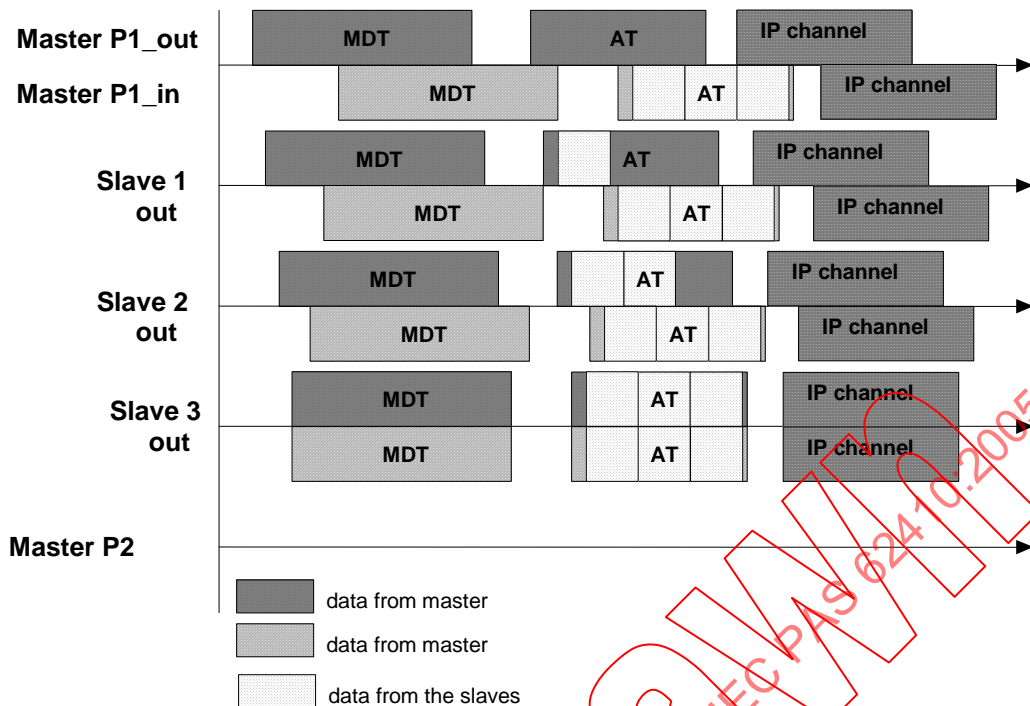 Master P1_out
MDT
AT
IP channel
Master P1_in
MDT
AT
IP channel
Slave 1
out
MDT
AT
IP channel
MDT
AT
IP channel
Slave 2
out
MDT
AT
IP channel
MDT
AT
IP channel
Slave 3
out
MDT
AT
IP channel
MDT
AT
IP channel
Master P2
data from master
data from master
data from the slaves
IEC PAS 62410:2005